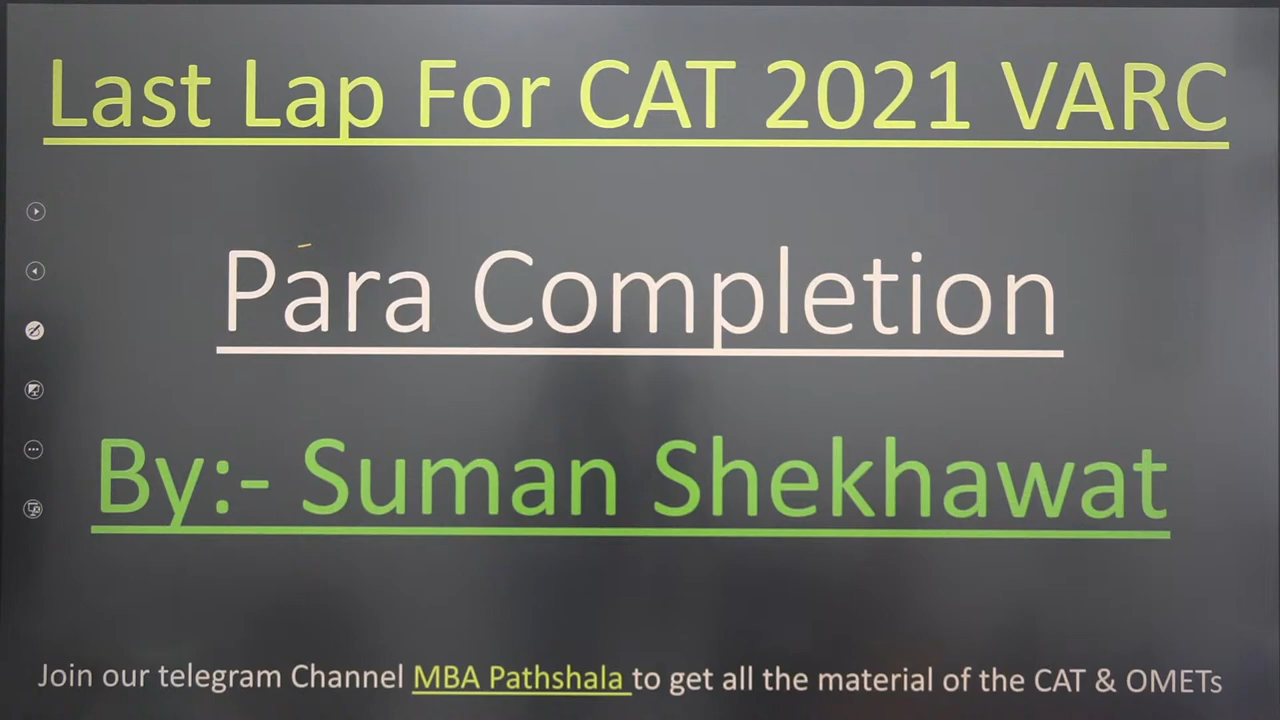 Last Lap For CAT 2021 VARC
Para Completion
By:- Suman Shekhawat
Join our telegram Channel MBA Pathshala to get all the material of the CAT & OMETs